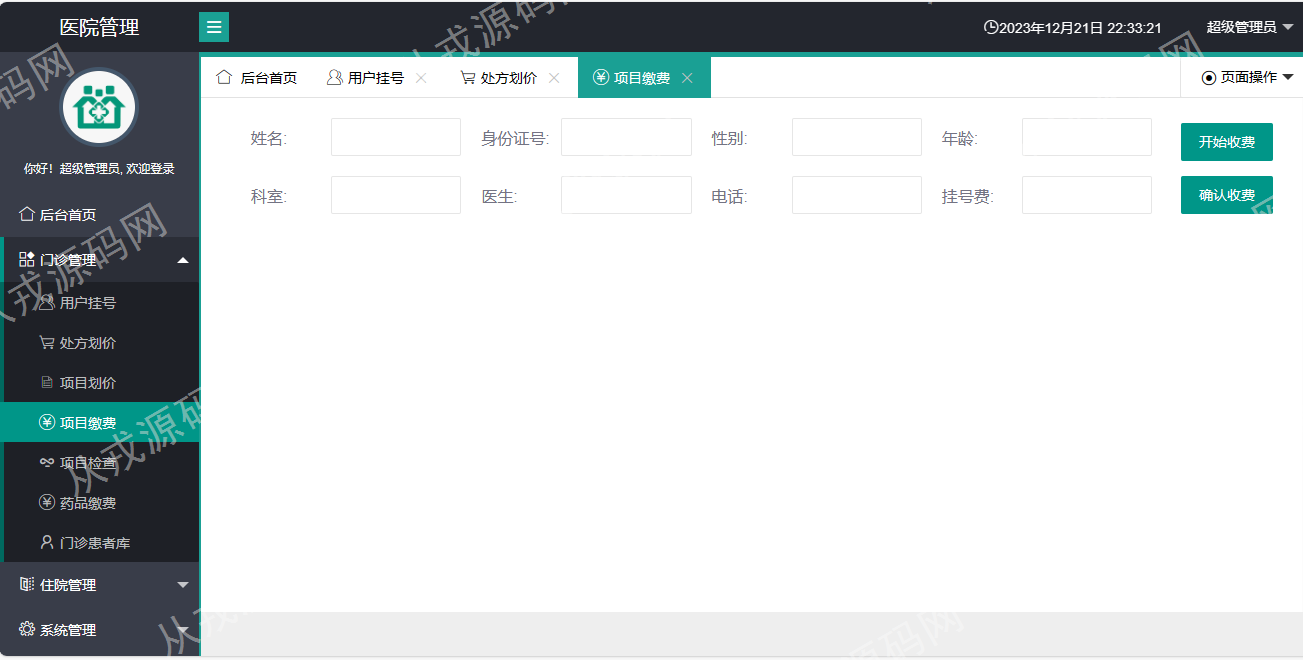 医院管理
2023年12月21日 22:33:21
超级管理员
后台首页
用户挂号
处方划价
项目缴费
页面操作
你好！超级管理员, 欢迎登录
后台首页
门诊管理
用户挂号
处方划价
项目划价
项目缴费
项目检查
药品缴费
门诊患者库
住院管理
系统管理
姓名:
身份证号:
性别:
年龄:
开始收费
科室:
医生:
电话:
挂号费:
确认收费
从戎源码网